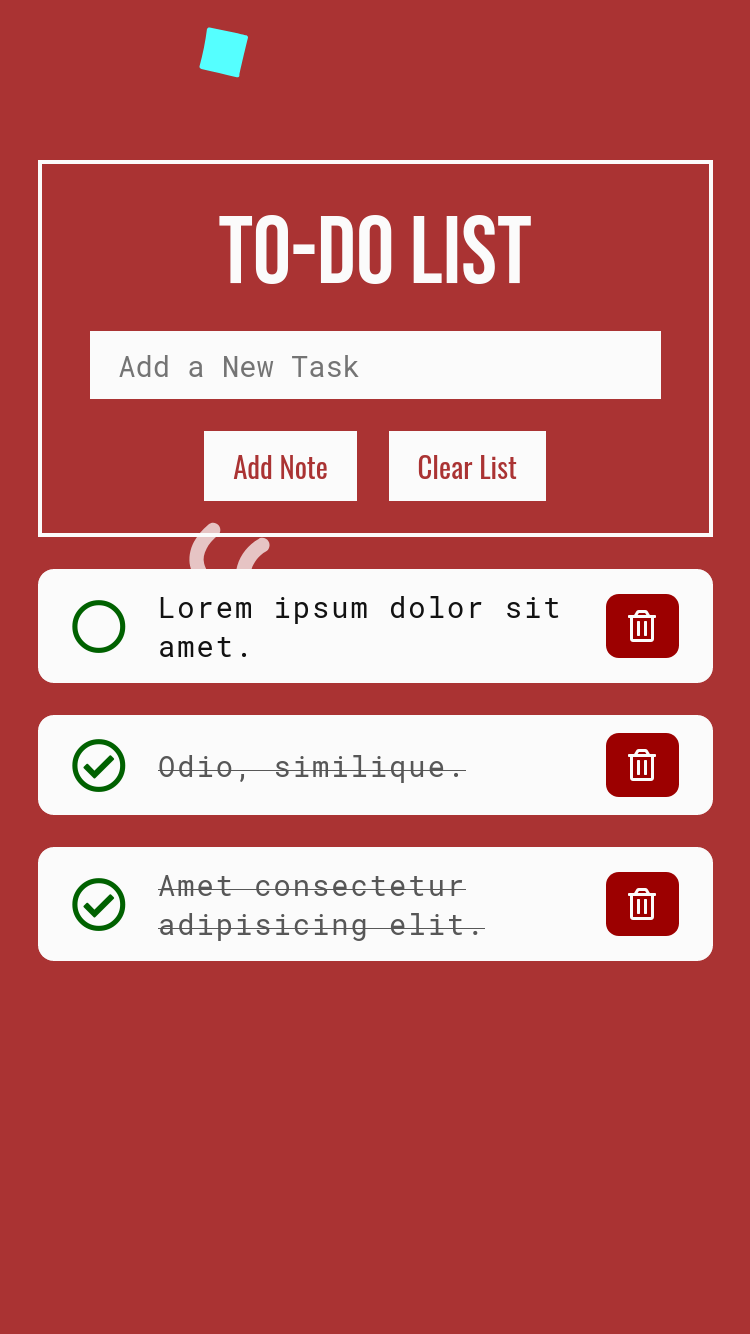 TO-DO LIST
Add a New Task
Add Note
Clear List
Lorem ipsum dolor sit
amet.
Odio, similique.
Amet consectetur
adipisicing elit.